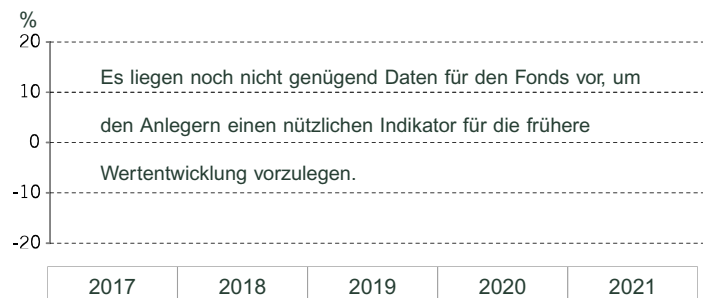 %
20
Es liegen noch nicht genügend Daten für den Fonds vor, um
10
den Anlegern einen nützlichen Indikator für die frühere
0
Wertentwicklung vorzulegen.
-10
-20
2017 2018 2019 2020 2021